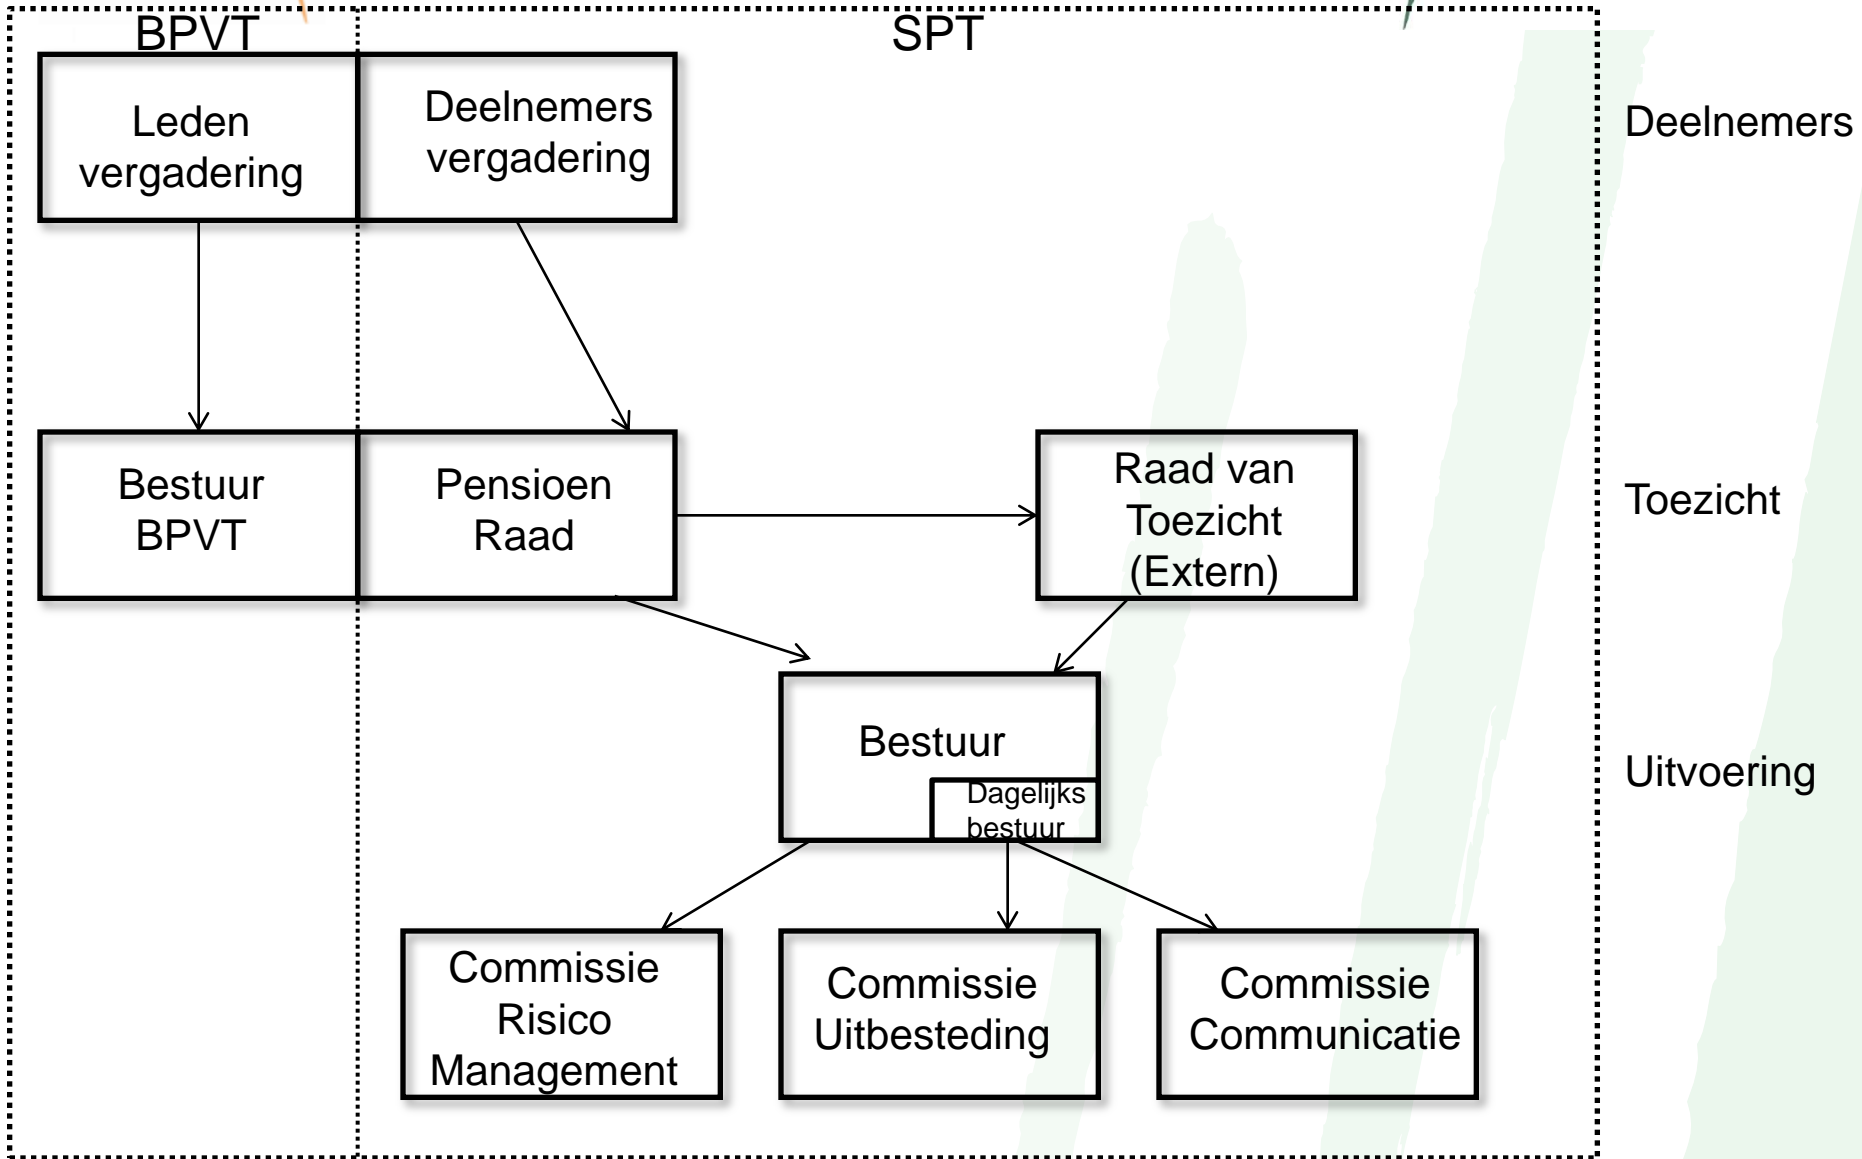 BPVT
SPT
Leden
vergadering
Deelnemers
vergadering
Deelnemers
Bestuur
BPVT
Pensioen
Raad
Raad van
Toezicht
(Extern)
Toezicht
Bestuur
Dagelijks
bestuur
Uitvoering
Commissie
Risico
Management
Commissie
Uitbesteding
Commissie
Communicatie